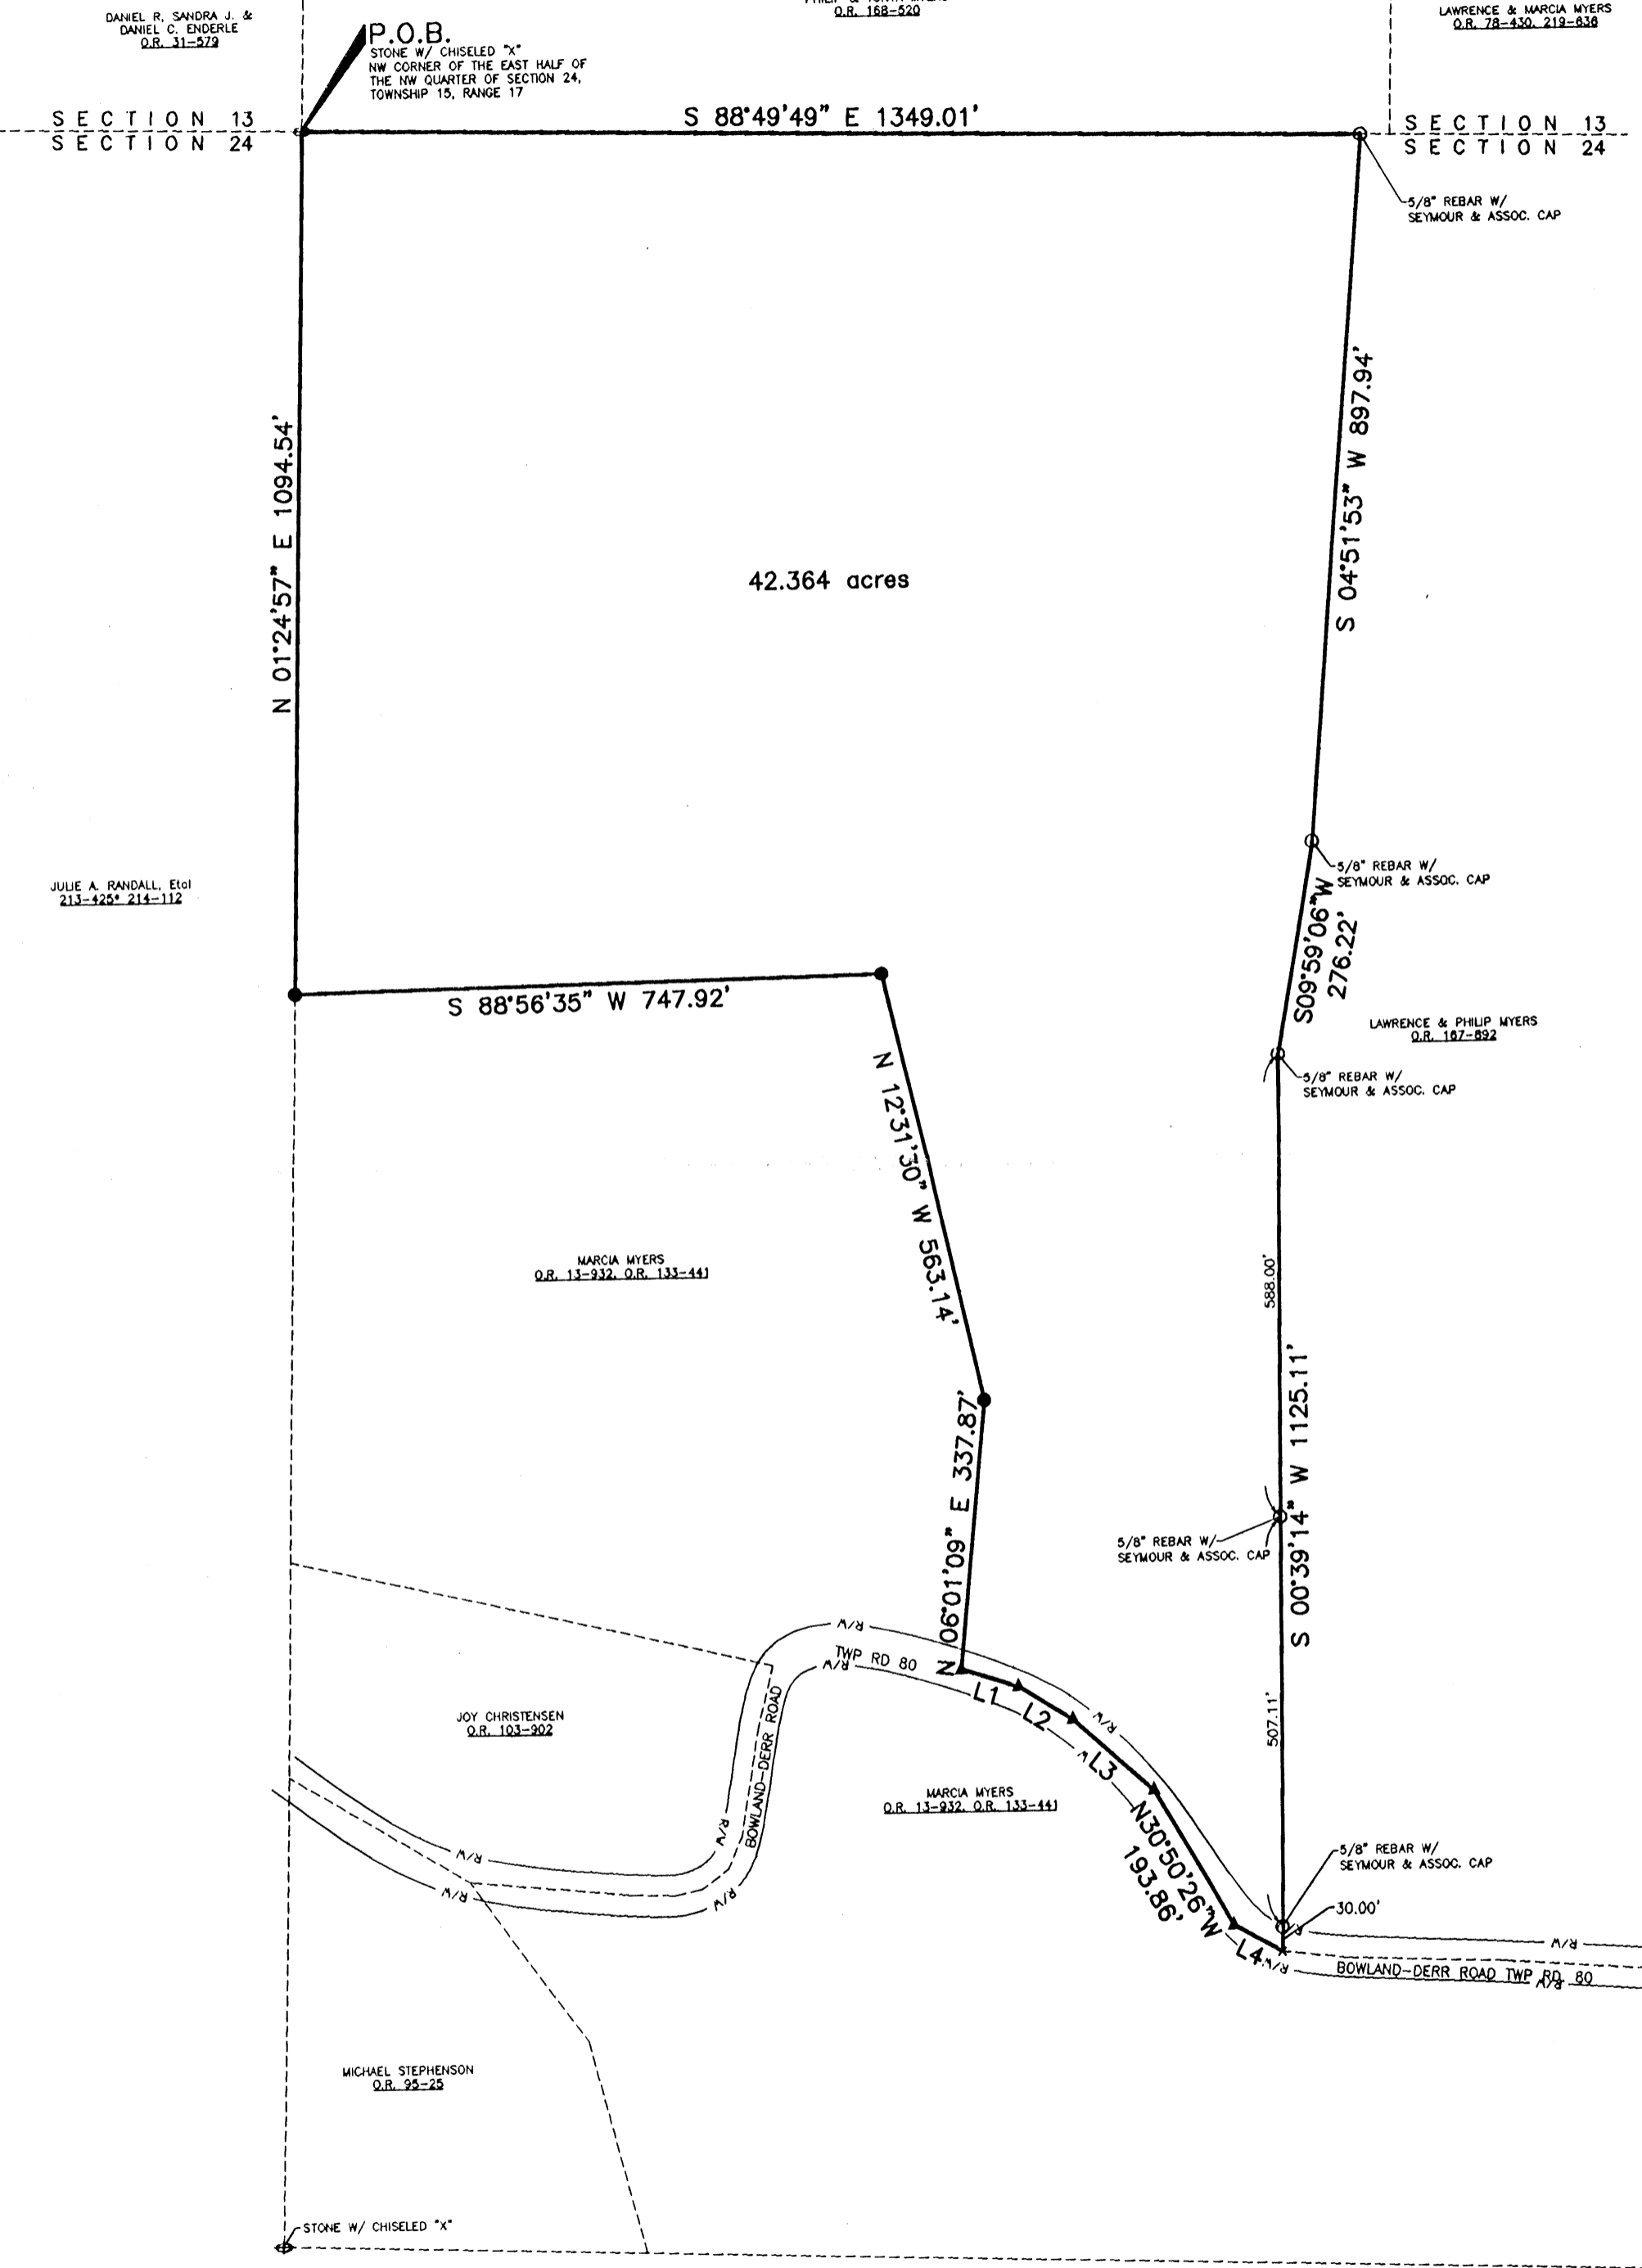 DANIEL R, SANDRA J. &
DANIEL C. ENDERLE
O.R. 31-579
O.R. 168-520
LAWRENCE & MARCIA MYERS
O.R. 78-430, 219-636
P.O.B.
STONE W/ CHISELED "X"
NW CORNER OF THE EAST HALF OF
THE NW QUARTER OF SECTION 24,
TOWNSHIP 15, RANGE 17
SECTION 13
SECTION 24
S 88°49'49" E 1349.01'
SECTION 13
SECTION 24
5/8" REBAR W/
SEYMOUR & ASSOC. CAP
N 01°24'57" E 1094.54'
S 04°51'53" W 897.94'
42.364 acres
5/8" REBAR W/
SEYMOUR & ASSOC. CAP
JULIE A. RANDALL, Etal
213-425* 214-112
S09°59'06"W
276.22'
S 88°56'35" W 747.92'
LAWRENCE & PHILIP MYERS
O.R. 167-892
5/8" REBAR W/
SEYMOUR & ASSOC. CAP
N 12°31'30" W 563.14'
MARCIA MYERS
O.R. 13-932, O.R. 133-441
588.00'
S 00°39'14" W 1125.11'
N 06°01'09" E 337.87'
5/8" REBAR W/
SEYMOUR & ASSOC. CAP
R/W
TWP RD 80
R/W
L1
L2
R/W
L3
JOY CHRISTENSEN
O.R. 103-902
BOWLAND-DERR ROAD
507.11'
MARCIA MYERS
O.R. 13-932, O.R. 133-441
N30°50'26"W
193.86'
R/W
R/W
R/W
R/W
5/8" REBAR W/
SEYMOUR & ASSOC. CAP
30.00'
L4
R/W
R/W
BOWLAND-DERR ROAD TWP RD 80
R/W
MICHAEL STEPHENSON
O.R. 95-25
STONE W/ CHISELED "X"